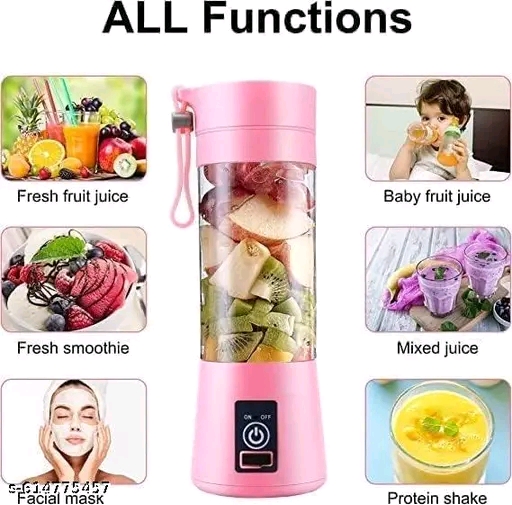 ALL Functions
Fresh fruit juice
Baby fruit juice
Fresh smoothie
Mixed juice
ON OFF
s-614775457
Facial mask
Protein shake